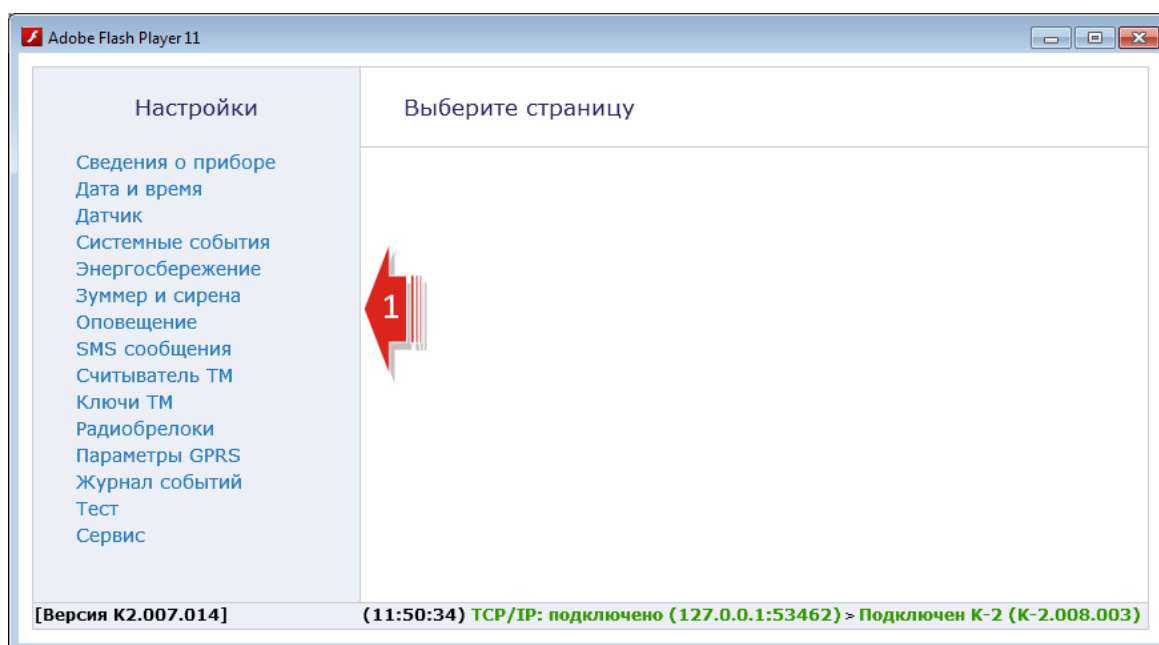 Adobe Flash Player 11
Настройки
Выберите страницу
Сведения о приборе
Дата и время
Датчик
Системные события
Энергосбережение
Зуммер и сирена
1
Оповещение
SMS сообщения
Считыватель ТМ
Ключи ТМ
Радиобрелоки
Параметры GPRS
Журнал событий
Тест
Сервис
[Версия K2.007.014]
(11:50:34) TCP/IP: подключено (127.0.0.1:53462) > Подключен К-2 (K-2.008.003)